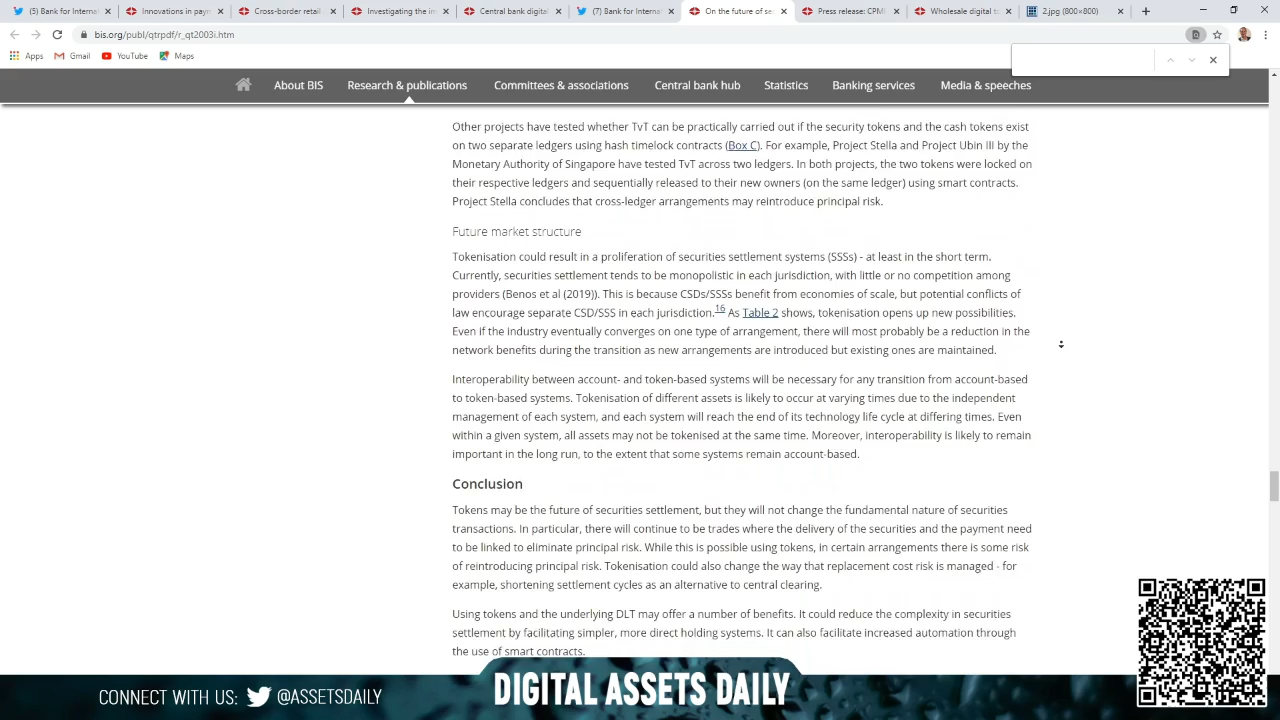 (5) Bank for Internat
Innovations in paym
Cross-border retail
Investigating the im
Central bank digital
(7) Bank for Internat
On the future of sec
Press release: CPMI
Wholesale digital to
2.jpg (800×800)
bis.org/publ/qtrpdf/r_qt2003i.htm
Apps
Gmail
YouTube
Maps
About BIS
Research & publications
Committees & associations
Central bank hub
Statistics
Banking services
Media & speeches
Other projects have tested whether TvT can be practically carried out if the security tokens and the cash tokens exist
on two separate ledgers using hash timelock contracts (Box C). For example, Project Stella and Project Ubin III by the
Monetary Authority of Singapore have tested TvT across two ledgers. In both projects, the two tokens were locked on
their respective ledgers and sequentially released to their new owners (on the same ledger) using smart contracts.
Project Stella concludes that cross-ledger arrangements may reintroduce principal risk.
Future market structure
Tokenisation could result in a proliferation of securities settlement systems (SSSs) - at least in the short term.
Currently, securities settlement tends to be monopolistic in each jurisdiction, with little or no competition among
providers (Benos et al (2019)). This is because CSDs/SSSs benefit from economies of scale, but potential conflicts of
law encourage separate CSD/SSS in each jurisdiction.16 As Table 2 shows, tokenisation opens up new possibilities.
Even if the industry eventually converges on one type of arrangement, there will most probably be a reduction in the
network benefits during the transition as new arrangements are introduced but existing ones are maintained.
Interoperability between account- and token-based systems will be necessary for any transition from account-based
to token-based systems. Tokenisation of different assets is likely to occur at varying times due to the independent
management of each system, and each system will reach the end of its technology life cycle at differing times. Even
within a given system, all assets may not be tokenised at the same time. Moreover, interoperability is likely to remain
important in the long run, to the extent that some systems remain account-based.
Conclusion
Tokens may be the future of securities settlement, but they will not change the fundamental nature of securities
transactions. In particular, there will continue to be trades where the delivery of the securities and the payment need
to be linked to eliminate principal risk. While this is possible using tokens, in certain arrangements there is some risk
of reintroducing principal risk. Tokenisation could also change the way that replacement cost risk is managed - for
example, shortening settlement cycles as an alternative to central clearing.
Using tokens and the underlying DLT may offer a number of benefits. It could reduce the complexity in securities
settlement by facilitating simpler, more direct holding systems. It can also facilitate increased automation through
the use of smart contracts.
CONNECT WITH US: @ASSETSDAILY
DIGITAL ASSETS DAILY